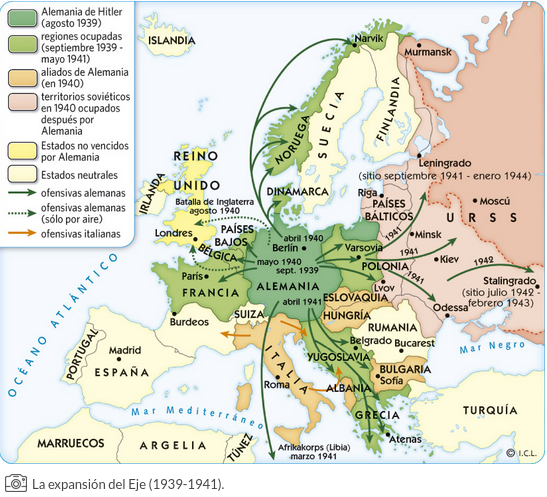 Alemania de Hitler
(agosto 1939)
regiones ocupadas
(septiembre 1939 -
mayo 1941)
aliados de Alemania
(en 1940)
territorios soviéticos
en 1940 ocupados
después por
Alemania
Estados no vencidos
por Alemania
Estados neutrales
ofensivas alemanas
ofensivas alemanas
(sólo por aire)
ofensivas italianas
ISLANDIA
Narvik
Murmansk
NORUEGA
SUECIA
FINLANDIA
REINO
UNIDO
IRLANDA
Batalla de Inglaterra
agosto 1940
Londres
DINAMARCA
Leningrado
(sitio septiembre 1941 - enero 1944)
Riga
PAÍSES
BÁLTICOS
Moscú
URSS
1941
Minsk
PAÍSES
BAJOS
BÉLGICA
abril 1940
Berlín
mayo 1940
sept. 1939
ALEMANIA
abril 1941
Varsovia
POLONIA
1941
Kiev
1942
Lvov
1941
Stalingrado
(sitio julio 1942 -
febrero 1943)
Odessa
París
FRANCIA
ESLOVAQUIA
HUNGRÍA
SUIZA
RUMANIA
Burdeos
Belgrado
Bucarest
Mar Negro
YUGOSLAVIA
BULGARIA
Sofía
OCÉANO ATLÁNTICO
PORTUGAL
Madrid
ESPAÑA
ITALIA
Roma
ALBANIA
GRECIA
TURQUÍA
Mar Mediterráneo
Atenas
MARRUECOS
ARGELIA
TÚNEZ
Afrikakorps (Libia)
marzo 1941
© I.C.L.
La expansión del Eje (1939-1941).